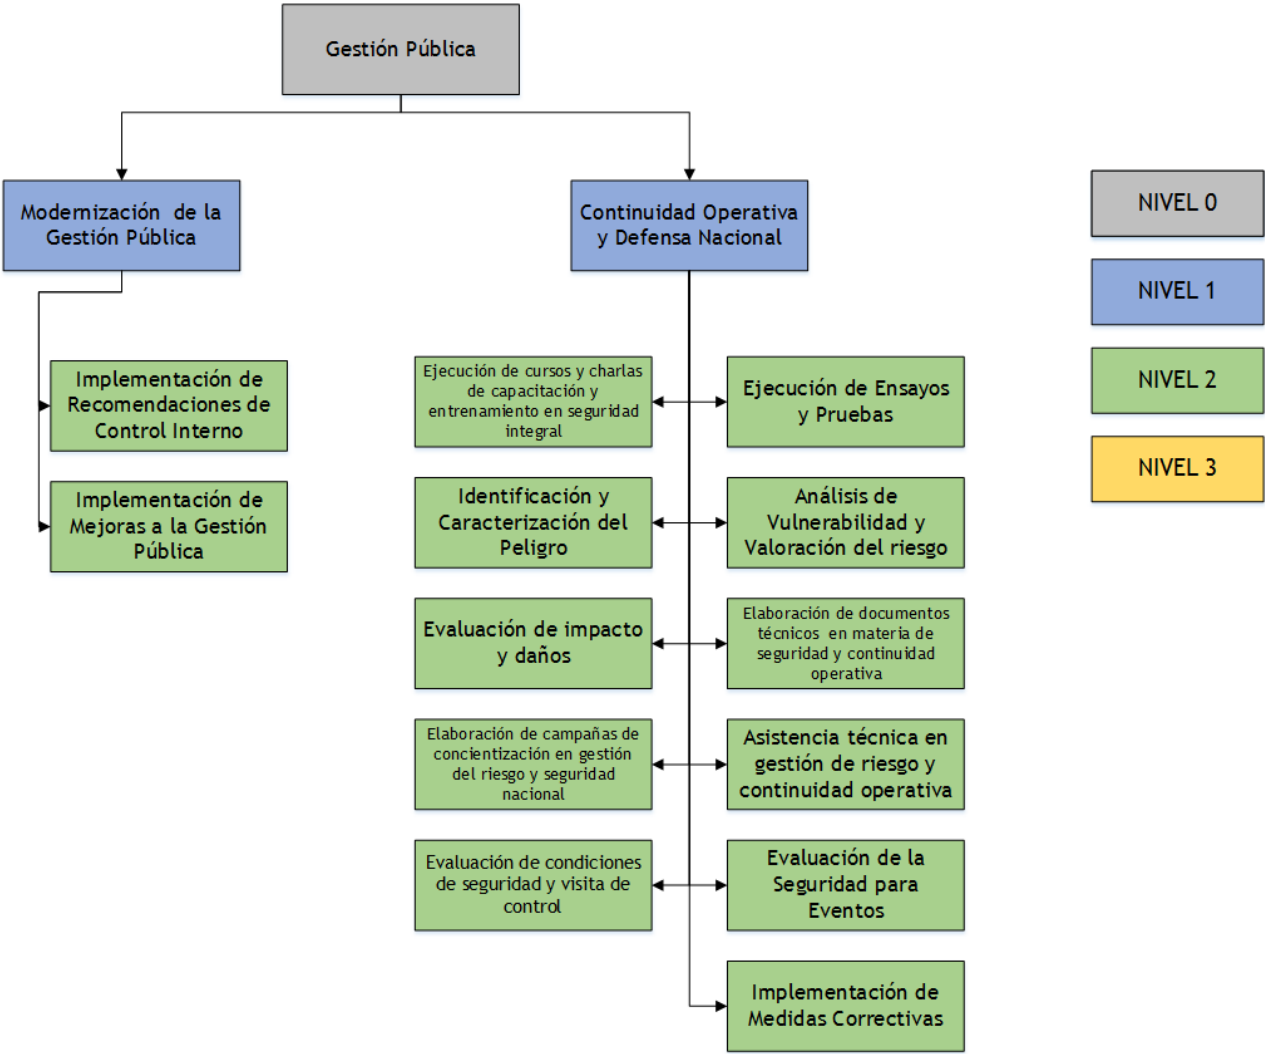 Gestión Pública
Modernización de la
Gestión Pública
Continuidad Operativa
y Defensa Nacional
NIVEL 0
NIVEL 1
NIVEL 2
NIVEL 3
Implementación de
Recomendaciones de
Control Interno
Implementación de
Mejoras a la Gestión
Pública
Ejecución de cursos y charlas
de capacitación y
entrenamiento en seguridad
integral
Ejecución de Ensayos
y Pruebas
Identificación y
Caracterización del
Peligro
Análisis de
Vulnerabilidad y
Valoración del riesgo
Evaluación de impacto
y daños
Elaboración de documentos
técnicos en materia de
seguridad y continuidad
operativa
Elaboración de campañas de
concientización en gestión
del riesgo y seguridad
nacional
Asistencia técnica en
gestión de riesgo y
continuidad operativa
Evaluación de condiciones
de seguridad y visita de
control
Evaluación de la
Seguridad para
Eventos
Implementación de
Medidas Correctivas